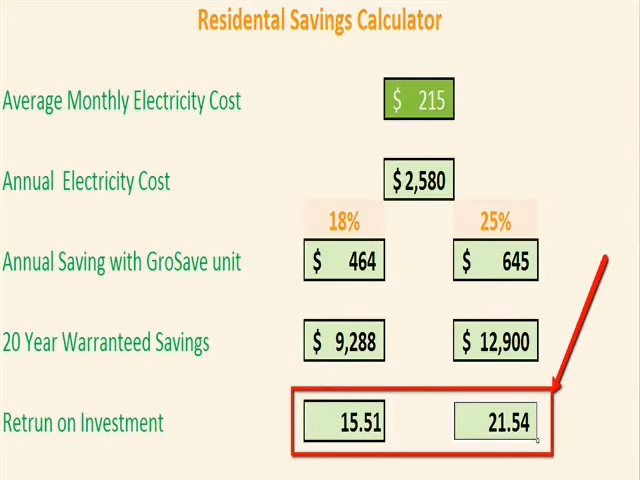 Residental Savings Calculator
Average Monthly Electricity Cost $ 215
Annual Electricity Cost $2,580
18% 25%
Annual Saving with GroSave unit $ 464 $ 645
20 Year Warranteed Savings $ 9,288 $ 12,900
Retrun on Investment 15.51 21.54